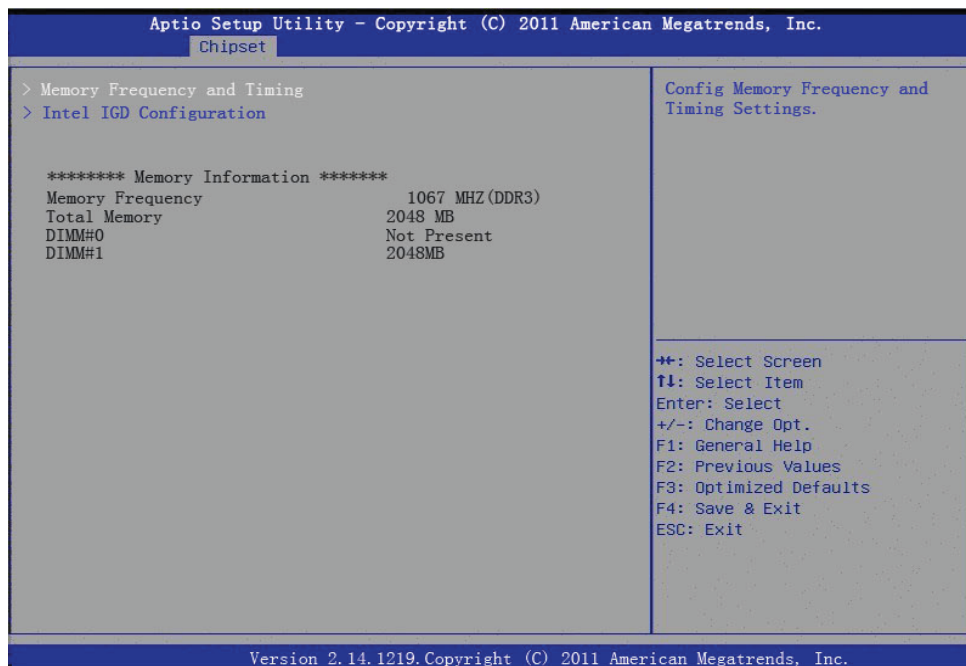 Aptio Setup Utility - Copyright (C) 2011 American Megatrends, Inc.
Chipset
> Memory Frequency and Timing
> Intel IGD Configuration
******** Memory Information *******
Memory Frequency 1067 MHZ(DDR3)
Total Memory 2048 MB
DIMM#0 Not Present
DIMM#1 2048MB
Config Memory Frequency and
Timing Settings.
→←: Select Screen
↑↓: Select Item
Enter: Select
+/-: Change Opt.
F1: General Help
F2: Previous Values
F3: Optimized Defaults
F4: Save & Exit
ESC: Exit
Version 2.14.1219.Copyright (C) 2011 American Megatrends, Inc.